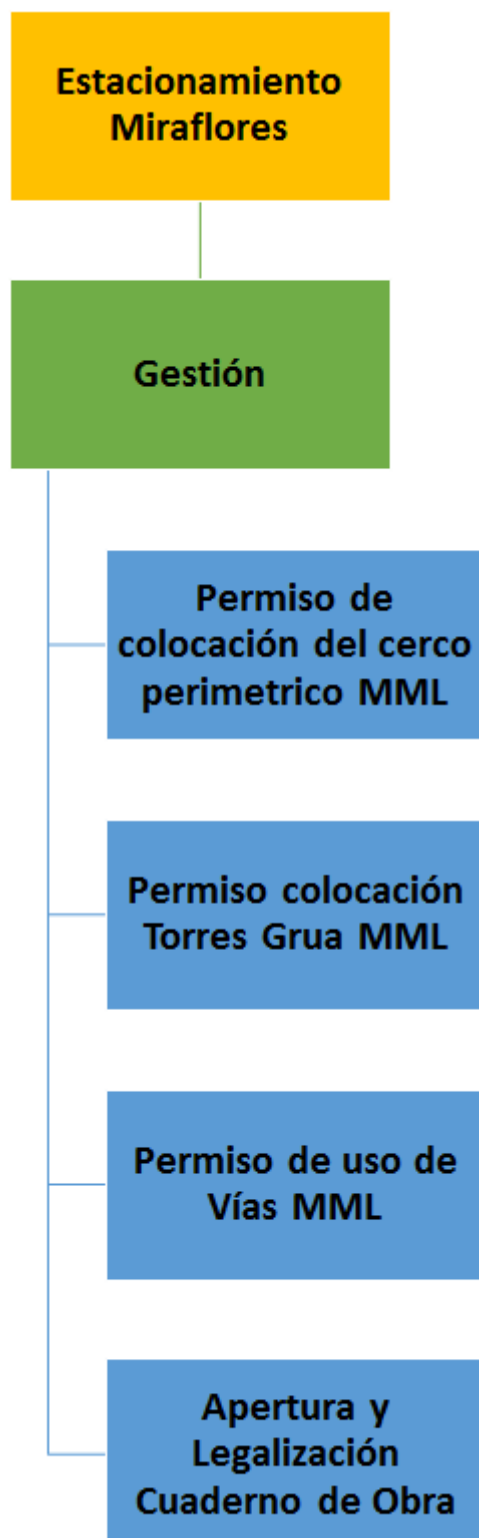 Estacionamiento
Miraflores
Gestión
Permiso de
colocación del cerco
perimetrico MML
Permiso colocación
Torres Grua MML
Permiso de uso de
Vías MML
Apertura y
Legalización
Cuaderno de Obra